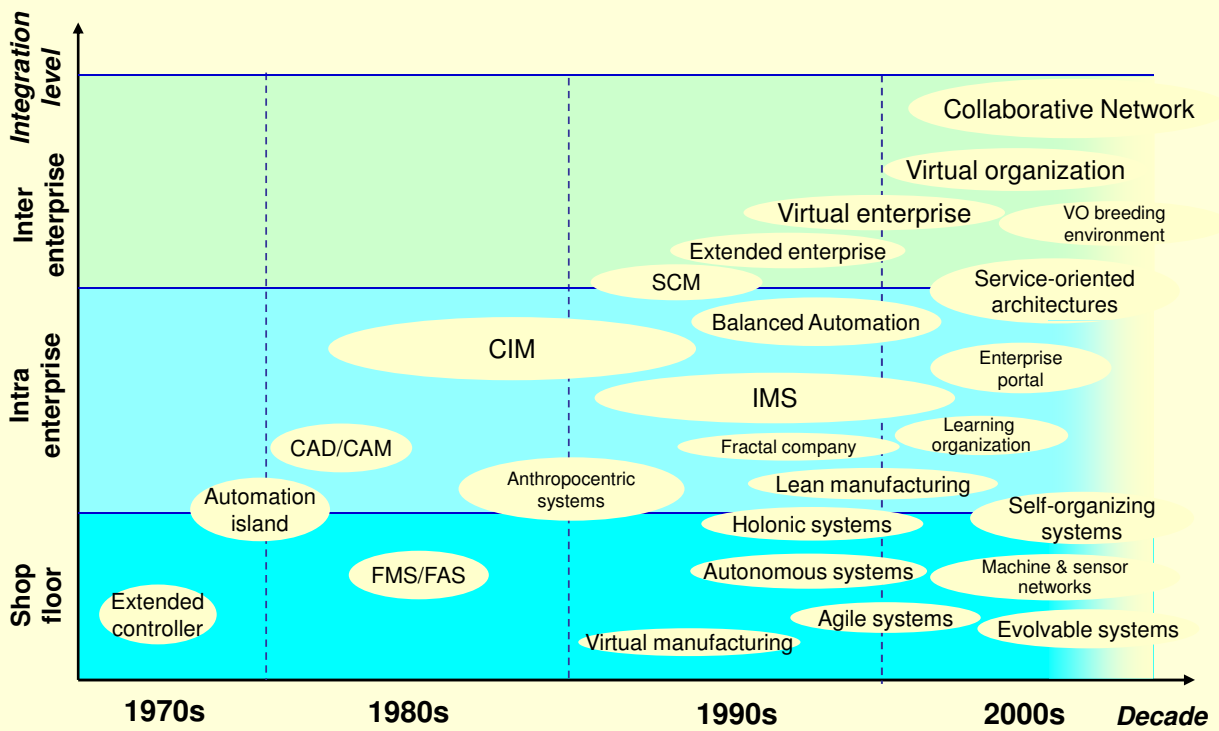 Integration
level
Inter
enterprise
Intra
enterprise
Shop
floor
Collaborative Network
Virtual organization
Virtual enterprise
VO breeding
environment
Extended enterprise
SCM
Service-oriented
architectures
Balanced Automation
CIM
Enterprise
portal
IMS
Learning
organization
Fractal company
CAD/CAM
Anthropocentric
systems
Lean manufacturing
Automation
island
Self-organizing
systems
Holonic systems
FMS/FAS
Autonomous systems
Machine & sensor
networks
Extended
controller
Agile systems
Evolvable systems
Virtual manufacturing
1970s
1980s
1990s
2000s
Decade